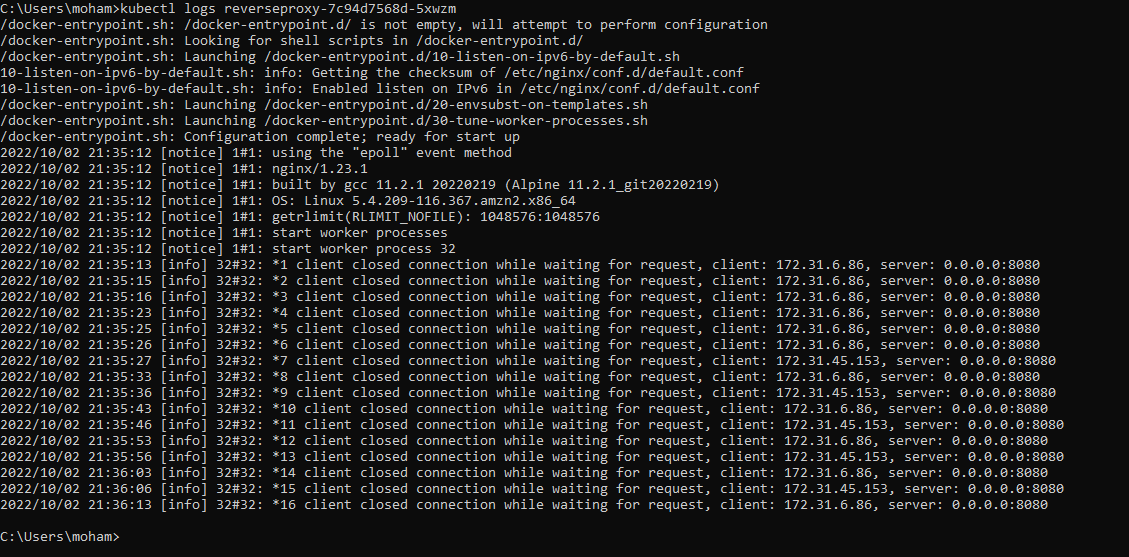 C:\Users\moham>kubectl logs reverseproxy-7c94d7568d-5xwzm
/docker-entrypoint.sh: /docker-entrypoint.d/ is not empty, will attempt to perform configuration
/docker-entrypoint.sh: Looking for shell scripts in /docker-entrypoint.d/
/docker-entrypoint.sh: Launching /docker-entrypoint.d/10-listen-on-ipv6-by-default.sh
10-listen-on-ipv6-by-default.sh: info: Getting the checksum of /etc/nginx/conf.d/default.conf
10-listen-on-ipv6-by-default.sh: info: Enabled listen on IPv6 in /etc/nginx/conf.d/default.conf
/docker-entrypoint.sh: Launching /docker-entrypoint.d/20-envsubst-on-templates.sh
/docker-entrypoint.sh: Launching /docker-entrypoint.d/30-tune-worker-processes.sh
/docker-entrypoint.sh: Configuration complete; ready for start up
2022/10/02 21:35:12 [notice] 1#1: using the "epoll" event method
2022/10/02 21:35:12 [notice] 1#1: nginx/1.23.1
2022/10/02 21:35:12 [notice] 1#1: built by gcc 11.2.1 20220219 (Alpine 11.2.1_git20220219)
2022/10/02 21:35:12 [notice] 1#1: OS: Linux 5.4.209-116.367.amzn2.x86_64
2022/10/02 21:35:12 [notice] 1#1: getrlimit(RLIMIT_NOFILE): 1048576:1048576
2022/10/02 21:35:12 [notice] 1#1: start worker processes
2022/10/02 21:35:12 [notice] 1#1: start worker process 32
2022/10/02 21:35:13 [info] 32#32: *1 client closed connection while waiting for request, client: 172.31.6.86, server: 0.0.0.0:8080
2022/10/02 21:35:15 [info] 32#32: *2 client closed connection while waiting for request, client: 172.31.6.86, server: 0.0.0.0:8080
2022/10/02 21:35:16 [info] 32#32: *3 client closed connection while waiting for request, client: 172.31.6.86, server: 0.0.0.0:8080
2022/10/02 21:35:23 [info] 32#32: *4 client closed connection while waiting for request, client: 172.31.6.86, server: 0.0.0.0:8080
2022/10/02 21:35:25 [info] 32#32: *5 client closed connection while waiting for request, client: 172.31.6.86, server: 0.0.0.0:8080
2022/10/02 21:35:26 [info] 32#32: *6 client closed connection while waiting for request, client: 172.31.6.86, server: 0.0.0.0:8080
2022/10/02 21:35:27 [info] 32#32: *7 client closed connection while waiting for request, client: 172.31.45.153, server: 0.0.0.0:8080
2022/10/02 21:35:33 [info] 32#32: *8 client closed connection while waiting for request, client: 172.31.6.86, server: 0.0.0.0:8080
2022/10/02 21:35:36 [info] 32#32: *9 client closed connection while waiting for request, client: 172.31.45.153, server: 0.0.0.0:8080
2022/10/02 21:35:43 [info] 32#32: *10 client closed connection while waiting for request, client: 172.31.6.86, server: 0.0.0.0:8080
2022/10/02 21:35:46 [info] 32#32: *11 client closed connection while waiting for request, client: 172.31.45.153, server: 0.0.0.0:8080
2022/10/02 21:35:53 [info] 32#32: *12 client closed connection while waiting for request, client: 172.31.6.86, server: 0.0.0.0:8080
2022/10/02 21:35:56 [info] 32#32: *13 client closed connection while waiting for request, client: 172.31.45.153, server: 0.0.0.0:8080
2022/10/02 21:36:03 [info] 32#32: *14 client closed connection while waiting for request, client: 172.31.6.86, server: 0.0.0.0:8080
2022/10/02 21:36:06 [info] 32#32: *15 client closed connection while waiting for request, client: 172.31.45.153, server: 0.0.0.0:8080
2022/10/02 21:36:13 [info] 32#32: *16 client closed connection while waiting for request, client: 172.31.6.86, server: 0.0.0.0:8080
C:\Users\moham>